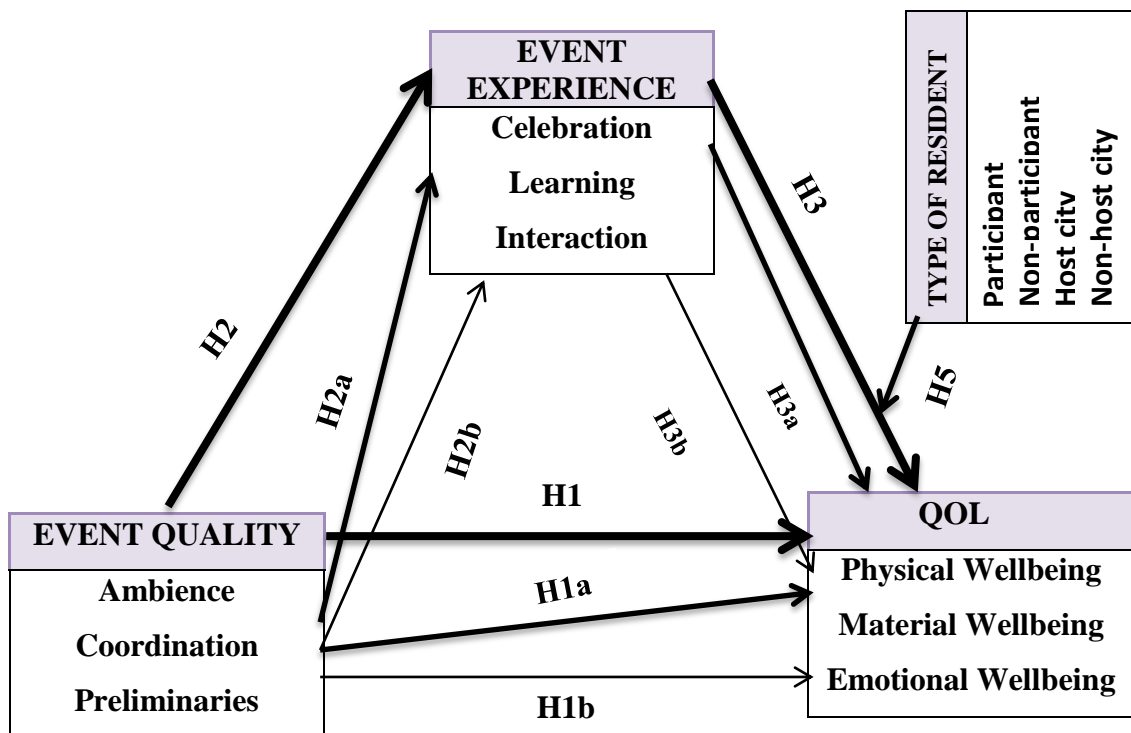 EVENT
EXPERIENCE
Celebration
Learning
Interaction
TYPE OF RESIDENT
Participant
Non-participant
Host city
Non-host city
H2
H2a
H2b
H3
H3a
H3b
H5
H1
H1a
H1b
EVENT QUALITY
Ambience
Coordination
Preliminaries
QOL
Physical Wellbeing
Material Wellbeing
Emotional Wellbeing